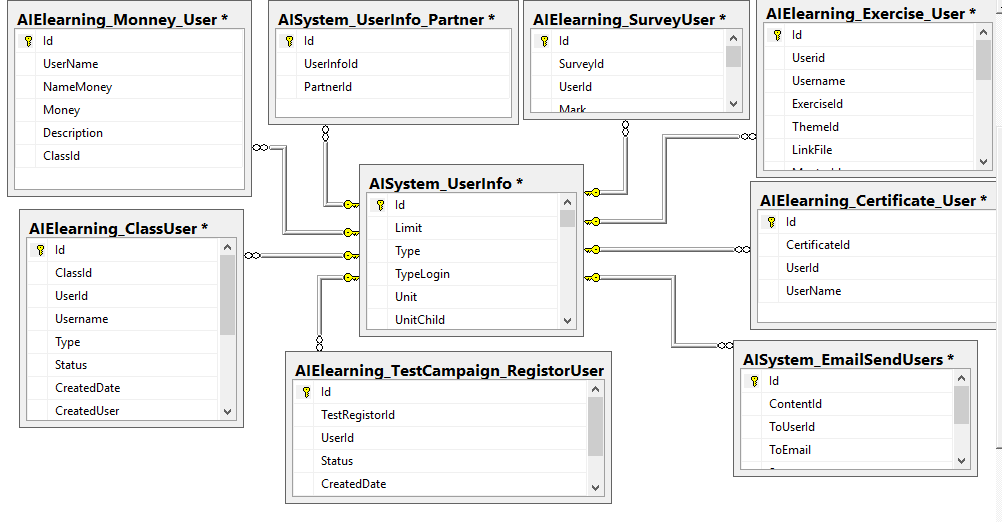 AIElearning_Monney_User *
Id
UserName
NameMoney
Money
Description
ClassId
AISystem_UserInfo_Partner *
Id
UserInfoId
PartnerId
AIElearning_SurveyUser *
Id
SurveyId
UserId
Mark
AIElearning_Exercise_User *
Id
Userid
Username
ExerciseId
ThemeId
LinkFile
AISystem_UserInfo *
Id
Limit
Type
TypeLogin
Unit
UnitChild
AIElearning_ClassUser *
Id
ClassId
UserId
Username
Type
Status
CreatedDate
CreatedUser
AIElearning_Certificate_User *
Id
CertificateId
UserId
UserName
AIElearning_TestCampaign_RegistorUser
Id
TestRegistorId
UserId
Status
CreatedDate
AISystem_EmailSendUsers *
Id
ContentId
ToUserId
ToEmail